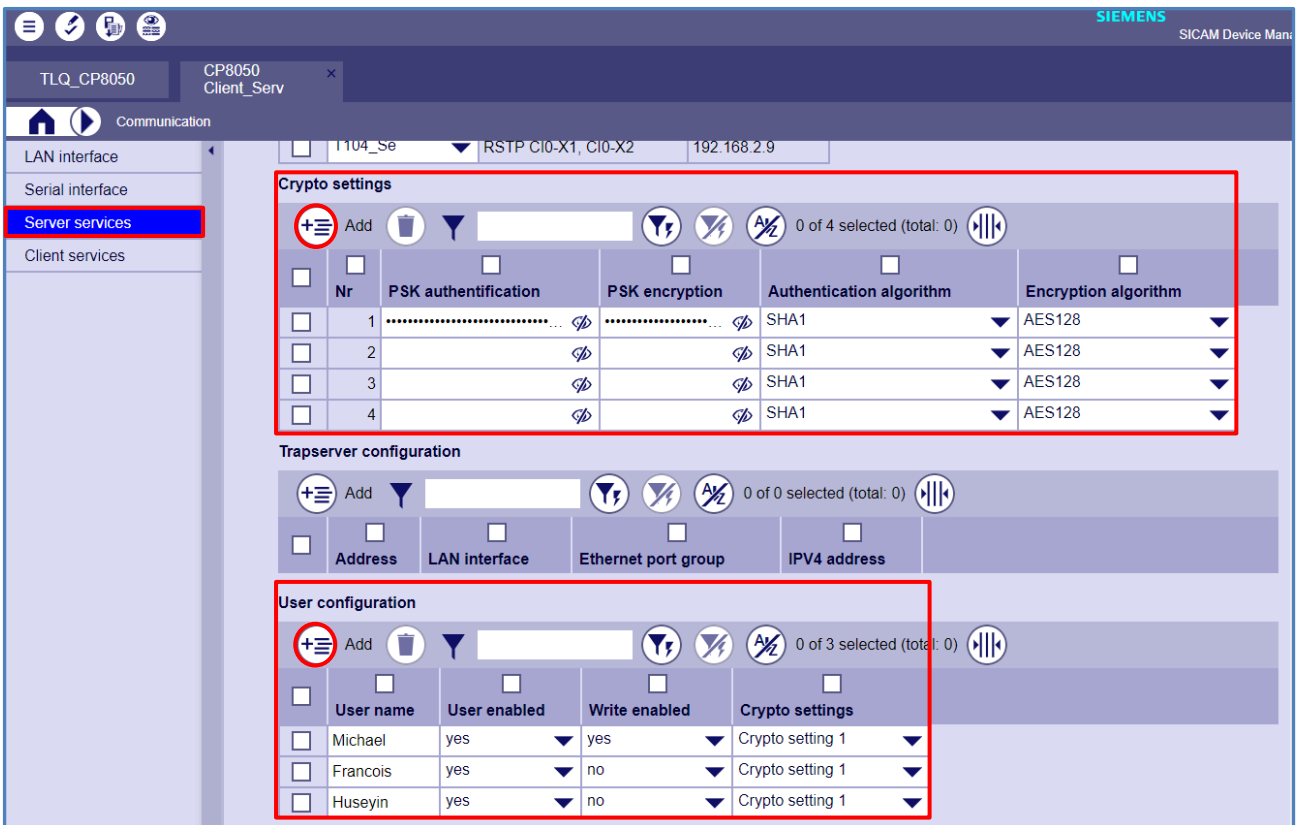 SIEMENS
SICAM Device Mana
TLQ_CP8050
CP8050
Client_Serv
×
Communication
LAN interface
Serial interface
Server services
Client services
T104_Se RSTP CI0-X1, CI0-X2 192.168.2.9
Crypto settings
Add 0 of 4 selected (total: 0)
Nr PSK authentification PSK encryption Authentication algorithm Encryption algorithm
1 ••••••••••••••••••••••••••••••... ••••••••••••••••••... SHA1 AES128
2 SHA1 AES128
3 SHA1 AES128
4 SHA1 AES128
Trapserver configuration
Add 0 of 0 selected (total: 0)
Address LAN interface Ethernet port group IPV4 address
User configuration
Add 0 of 3 selected (total: 0)
User name User enabled Write enabled Crypto settings
Michael yes yes Crypto setting 1
Francois yes no Crypto setting 1
Huseyin yes no Crypto setting 1